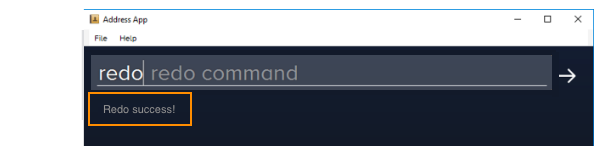 Address App
File Help
redo redo command
Redo success!